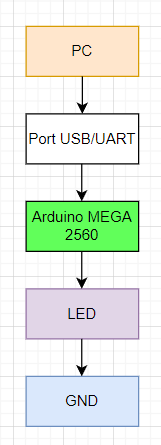 PC
Port USB/UART
Arduino MEGA
2560
LED
GND